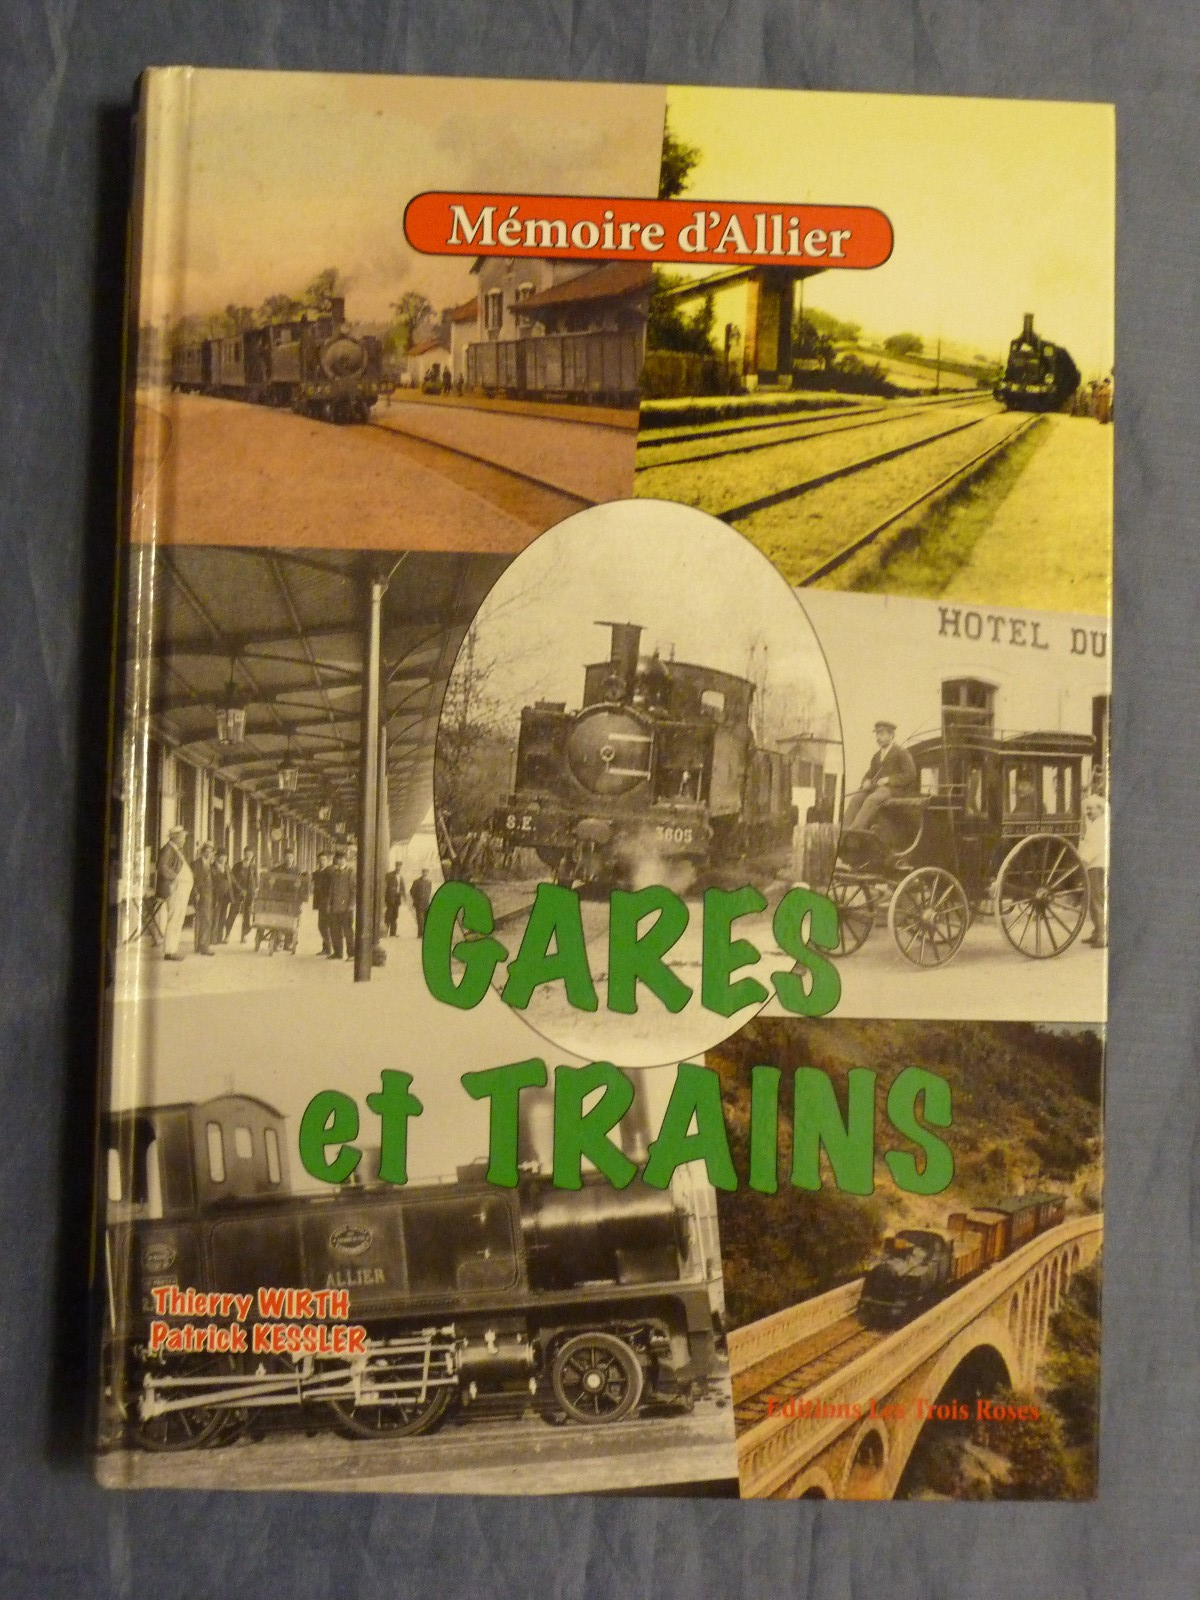 Mémoire d'Allier
HOTEL DU
S.E.
3605
GARES
et TRAINS
ALLIER
Thierry WIRTH
Patrick KESSLER
Editions Les Trois Roses